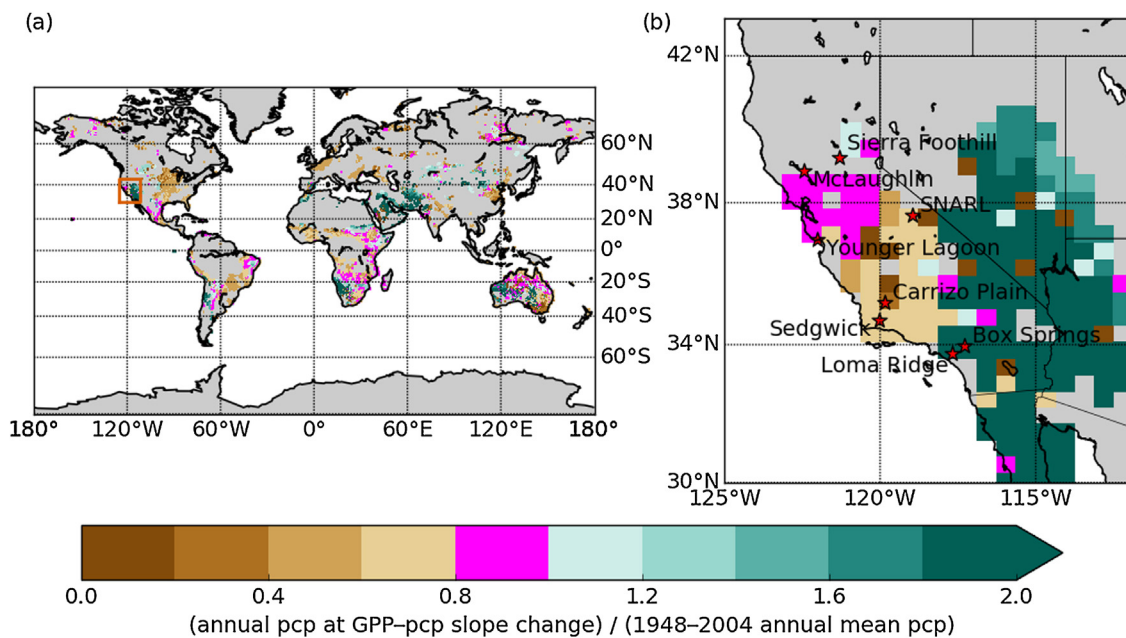 (a)
60°N
40°N
20°N
0°
20°S
40°S
60°S
180° 120°W 60°W 0° 60°E 120°E 180°
(b)
42°N
38°N
34°N
30°N
Sierra Foothill
McLaughlin
SNARL
Younger Lagoon
Carrizo Plain
Sedgwick
Box Springs
Loma Ridge
125°W 120°W 115°W
0.0 0.4 0.8 1.2 1.6 2.0
(annual pcp at GPP–pcp slope change) / (1948–2004 annual mean pcp)